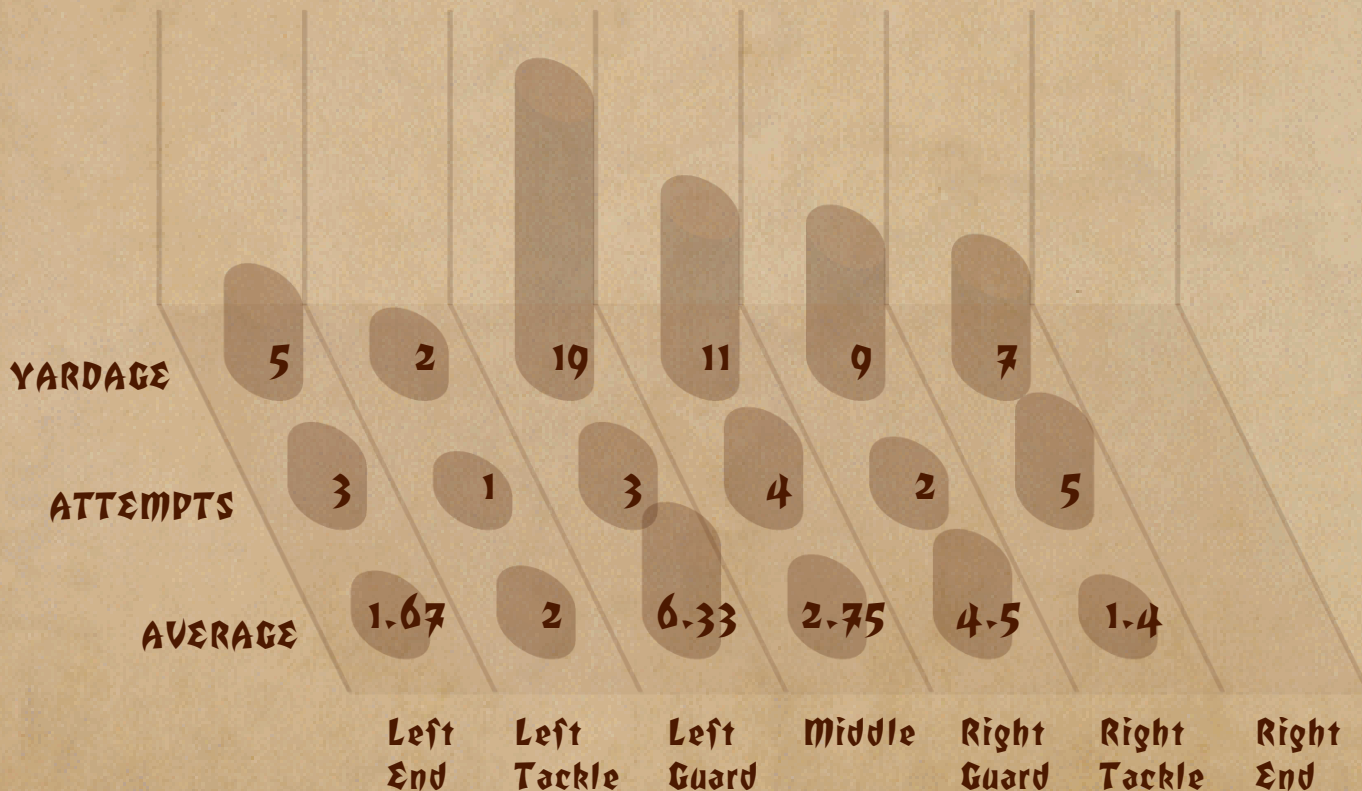 YARDAGE 5 2 19 11 9 7
ATTEMPTS 3 1 3 4 2 5
AVERAGE 1.67 2 6.33 2.75 4.5 1.4
Left Left Left Middle Right Right Right
End Tackle Guard Guard Tackle End